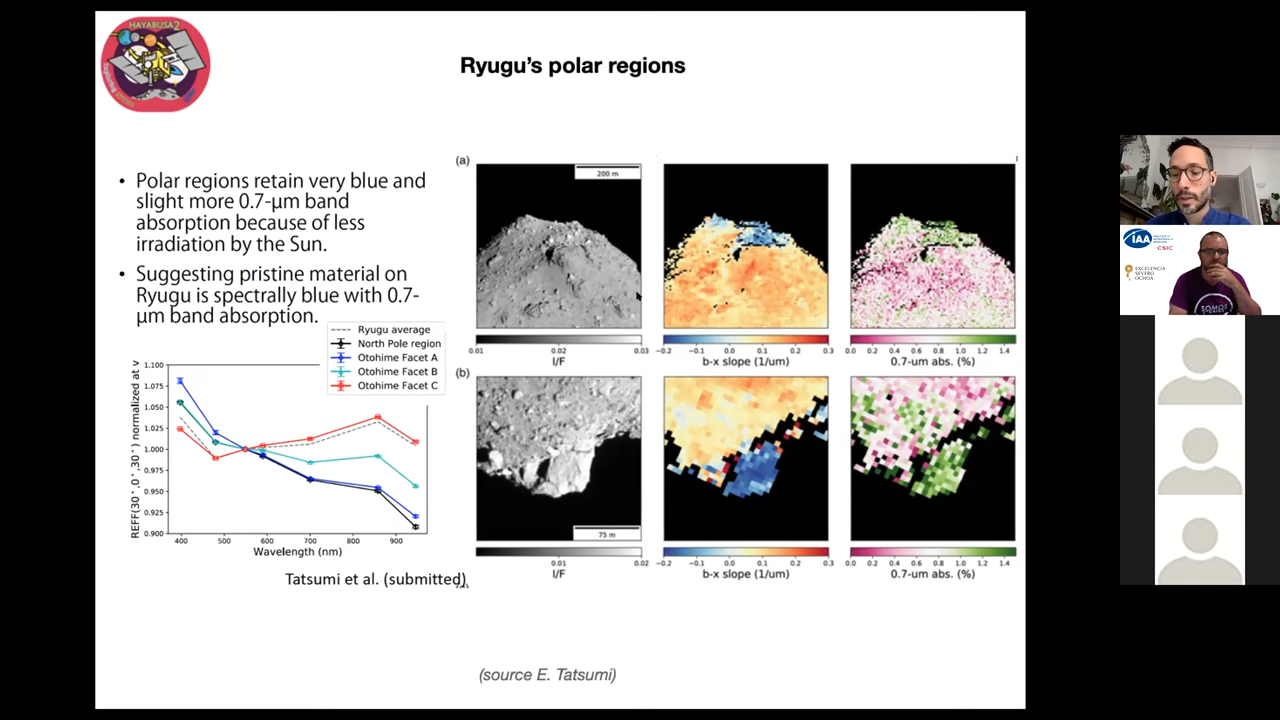 HAYABUSA2
Ryugu's polar regions
• Polar regions retain very blue and
slight more 0.7-μm band
absorption because of less
irradiation by the Sun.
• Suggesting pristine material on
Ryugu is spectrally blue with 0.7-
μm band absorption.
Ryugu average
North Pole region
Otohime Facet A
Otohime Facet B
Otohime Facet C
REFF(30°,0°,30°) normalized at v
1.100
1.075
1.050
1.025
1.000
0.975
0.950
0.925
0.900
400 500 600 700 800 900
Wavelength (nm)
Tatsumi et al. (submitted)
(a)
200 m
0.01 0.02 0.03
I/F
−0.2 −0.1 0.0 0.1 0.2 0.3
b-x slope (1/um)
0.0 0.2 0.4 0.6 0.8 1.0 1.2 1.4
0.7-um abs. (%)
(b)
75 m
0.01 0.02
I/F
−0.2 −0.1 0.0 0.1 0.2 0.3
b-x slope (1/um)
0.0 0.2 0.4 0.6 0.8 1.0 1.2 1.4
0.7-um abs. (%)
(source E. Tatsumi)
IAA
CSIC
EXCELENCIA
SEVERO
OCHOA
SOMOS